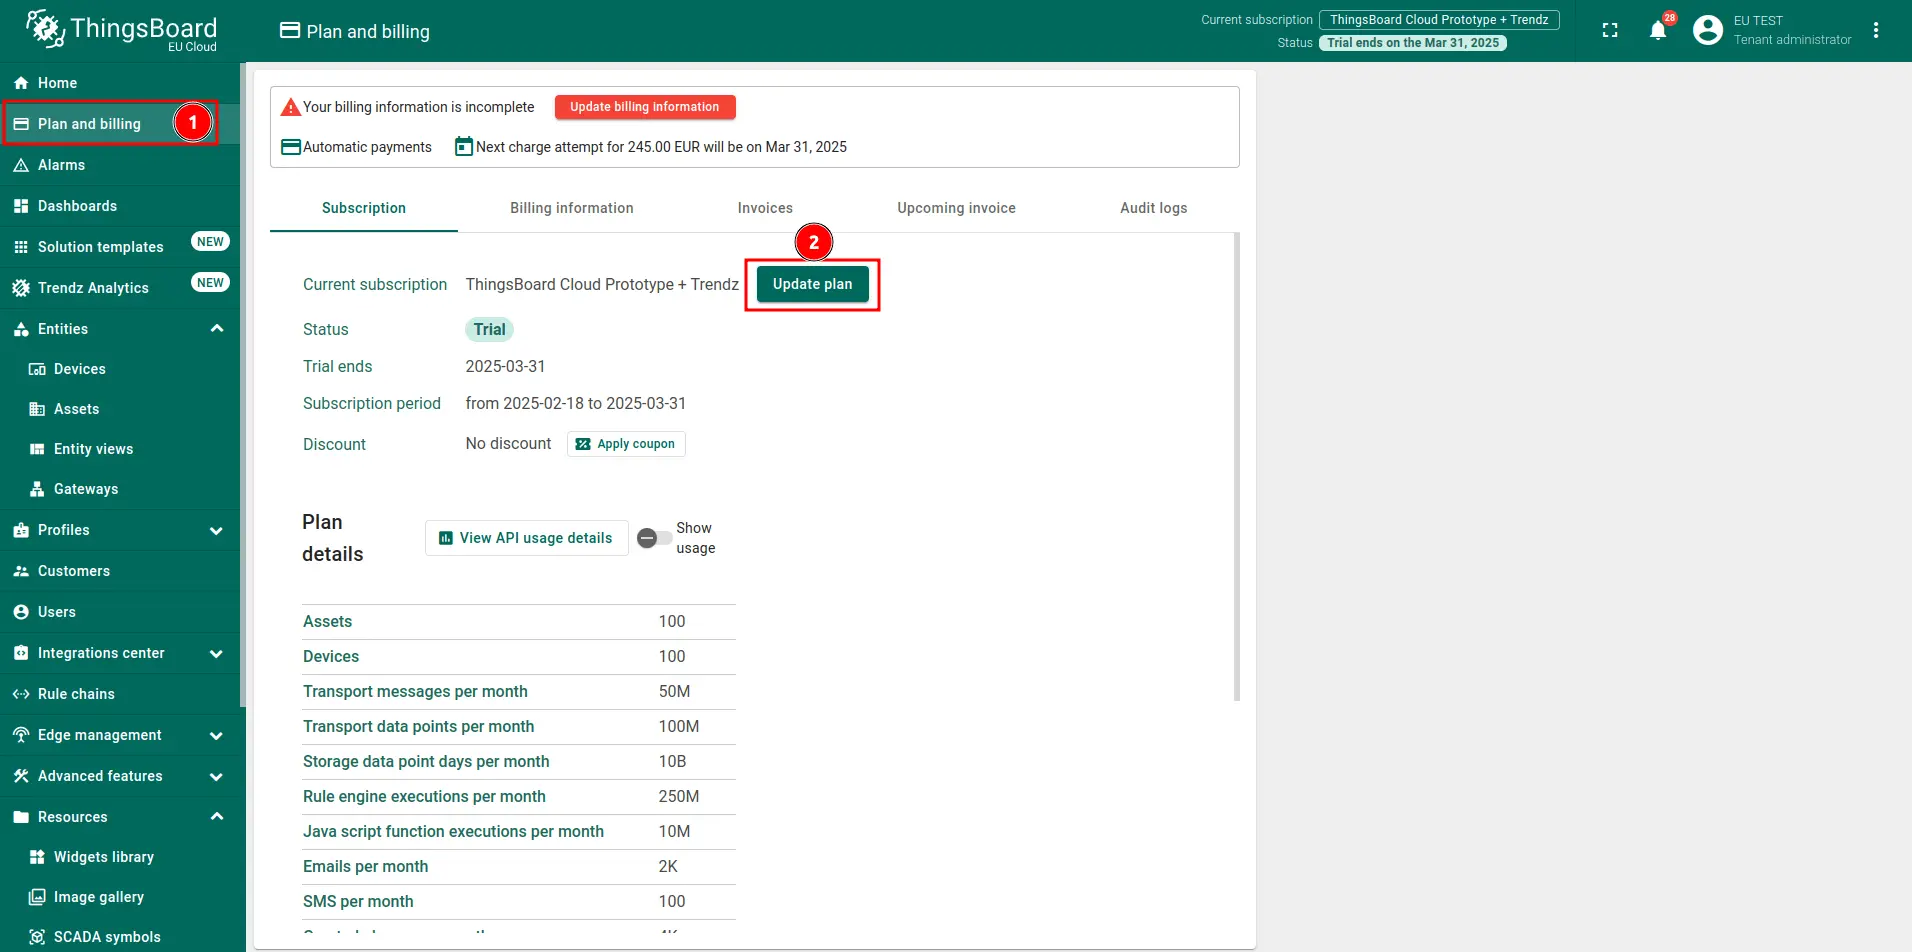 ThingsBoard
EU Cloud
Plan and billing
Current subscription ThingsBoard Cloud Prototype + Trendz
Status Trial ends on the Mar 31, 2025
28
EU TEST
Tenant administrator
Home
Plan and billing
1
Alarms
Dashboards
Solution templates NEW
Trendz Analytics NEW
Entities
Devices
Assets
Entity views
Gateways
Profiles
Customers
Users
Integrations center
Rule chains
Edge management
Advanced features
Resources
Widgets library
Image gallery
SCADA symbols
Your billing information is incomplete Update billing information
Automatic payments Next charge attempt for 245.00 EUR will be on Mar 31, 2025
Subscription Billing information Invoices Upcoming invoice Audit logs
2
Current subscription ThingsBoard Cloud Prototype + Trendz Update plan
Status Trial
Trial ends 2025-03-31
Subscription period from 2025-02-18 to 2025-03-31
Discount No discount Apply coupon
Plan
details
View API usage details
Show
usage
Assets 100
Devices 100
Transport messages per month 50M
Transport data points per month 100M
Storage data point days per month 10B
Rule engine executions per month 250M
Java script function executions per month 10M
Emails per month 2K
SMS per month 100